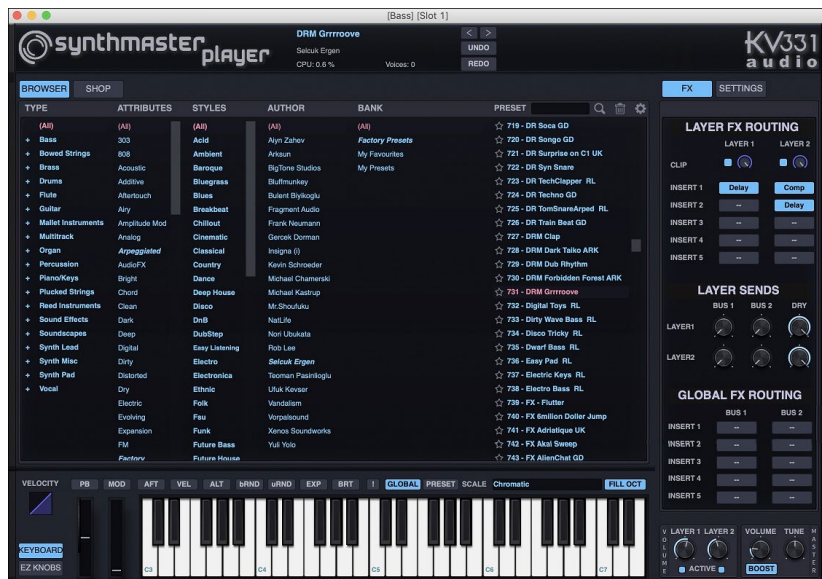 [Bass] [Slot 1]
synthmaster player
DRM Grrrroove
Selcuk Ergen
CPU: 0.6 %
Voices: 0
< >
UNDO
REDO
KV331 audio
BROWSER SHOP
FX SETTINGS
TYPE
(All)
+ Bass
+ Bowed Strings
+ Brass
+ Drums
+ Flute
+ Guitar
+ Mallet Instruments
+ Multitrack
+ Organ
+ Percussion
+ Piano/Keys
+ Plucked Strings
+ Reed Instruments
+ Sound Effects
+ Soundscapes
+ Synth Lead
+ Synth Misc
+ Synth Pad
+ Vocal
ATTRIBUTES
(All)
303
808
Acoustic
Additive
Aftertouch
Airy
Amplitude Mod
Analog
Arpeggiated
AudioFX
Bright
Chord
Clean
Dark
Deep
Digital
Dirty
Distorted
Dry
Electric
Evolving
Expansion
FM
Factory
STYLES
(All)
Acid
Ambient
Baroque
Bluegrass
Blues
Breakbeat
Chillout
Cinematic
Classical
Country
Dance
Deep House
Disco
DnB
DubStep
Easy Listening
Electro
Electronica
Ethnic
Folk
Fsu
Funk
Future Bass
Future House
AUTHOR
(All)
Aiyn Zahev
Arksun
BigTone Studios
Bluffmunkey
Bulent Biyikoglu
Fragment Audio
Frank Neumann
Gercek Dorman
Insigna (i)
Kevin Schroeder
Michael Chamerski
Michael Kastrup
Mr.Shoufuku
NatLife
Nori Ubukata
Rob Lee
Selcuk Ergen
Teoman Pasinlioglu
Ufuk Kevser
Vandalism
Vorpalsound
Xenos Soundworks
Yuli Yolo
BANK
(All)
Factory Presets
My Favourites
My Presets
PRESET
719 - DR Soca GD
720 - DR Songo GD
721 - DR Surprise on C1 UK
722 - DR Syn Snare
723 - DR TechClapper RL
724 - DR Techno GD
725 - DR TomSnareArped RL
726 - DR Train Beat GD
727 - DRM Clap
728 - DRM Dark Talko ARK
729 - DRM Dub Rhythm
730 - DRM Forbidden Forest ARK
731 - DRM Grrrroove
732 - Digital Toys RL
733 - Dirty Wave Bass RL
734 - Disco Tricky RL
735 - Dwarf Bass RL
736 - Easy Pad RL
737 - Electric Keys RL
738 - Electro Bass RL
739 - FX - Flutter
740 - FX 6milion Doller Jump
741 - FX Adriatique UK
742 - FX Akai Sweep
743 - FX AlienChat GD
LAYER FX ROUTING
LAYER 1 LAYER 2
CLIP
INSERT 1 Delay Comp
INSERT 2 -- Delay
INSERT 3 -- --
INSERT 4 -- --
INSERT 5 -- --
LAYER SENDS
BUS 1 BUS 2 DRY
LAYER1
LAYER2
GLOBAL FX ROUTING
BUS 1 BUS 2
INSERT 1 -- --
INSERT 2 -- --
INSERT 3 -- --
INSERT 4 -- --
INSERT 5 -- --
VELOCITY PB MOD AFT VEL ALT bRND uRND EXP BRT ! GLOBAL PRESET SCALE Chromatic FILL OCT
KEYBOARD
EZ KNOBS
C3 C4 C5 C6 C7
VOLUME
LAYER 1 LAYER 2
ACTIVE
VOLUME TUNE
BOOST
MASTER